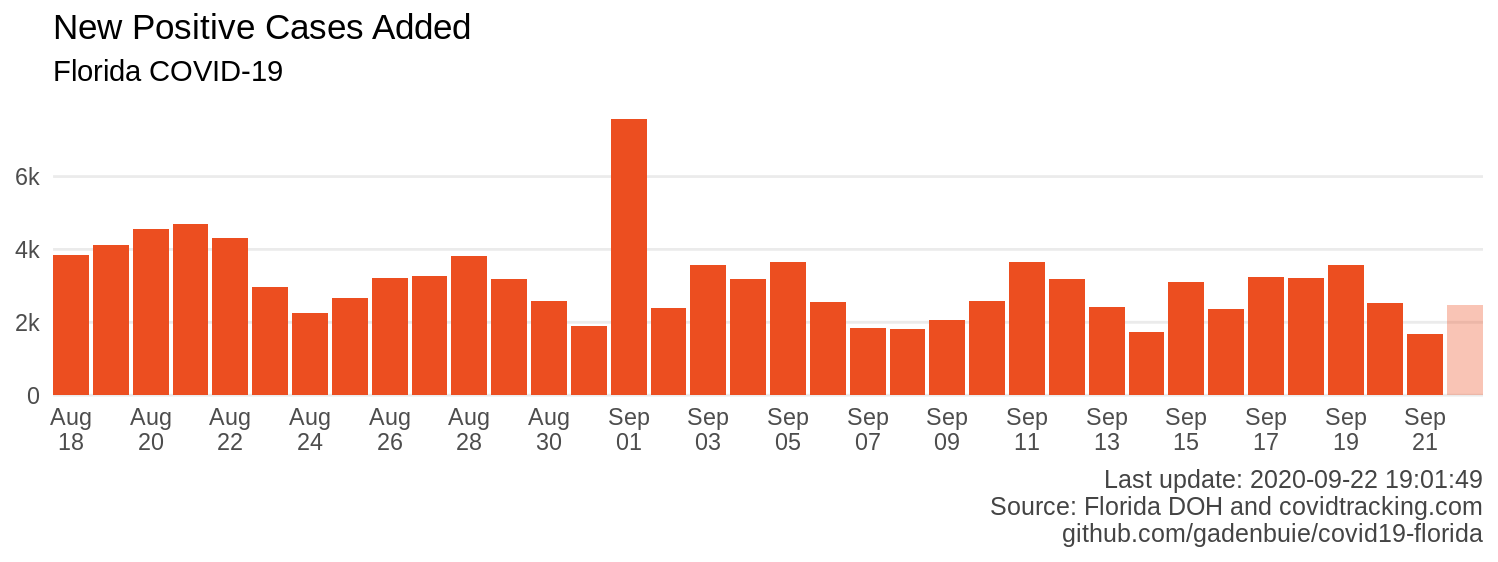 New Positive Cases Added
Florida COVID-19
6k
4k
2k
0
Aug Aug Aug Aug Aug Aug Aug Sep Sep Sep Sep Sep Sep Sep Sep Sep Sep Sep
18 20 22 24 26 28 30 01 03 05 07 09 11 13 15 17 19 21
Last update: 2020-09-22 19:01:49
Source: Florida DOH and covidtracking.com
github.com/gadenbuie/covid19-florida